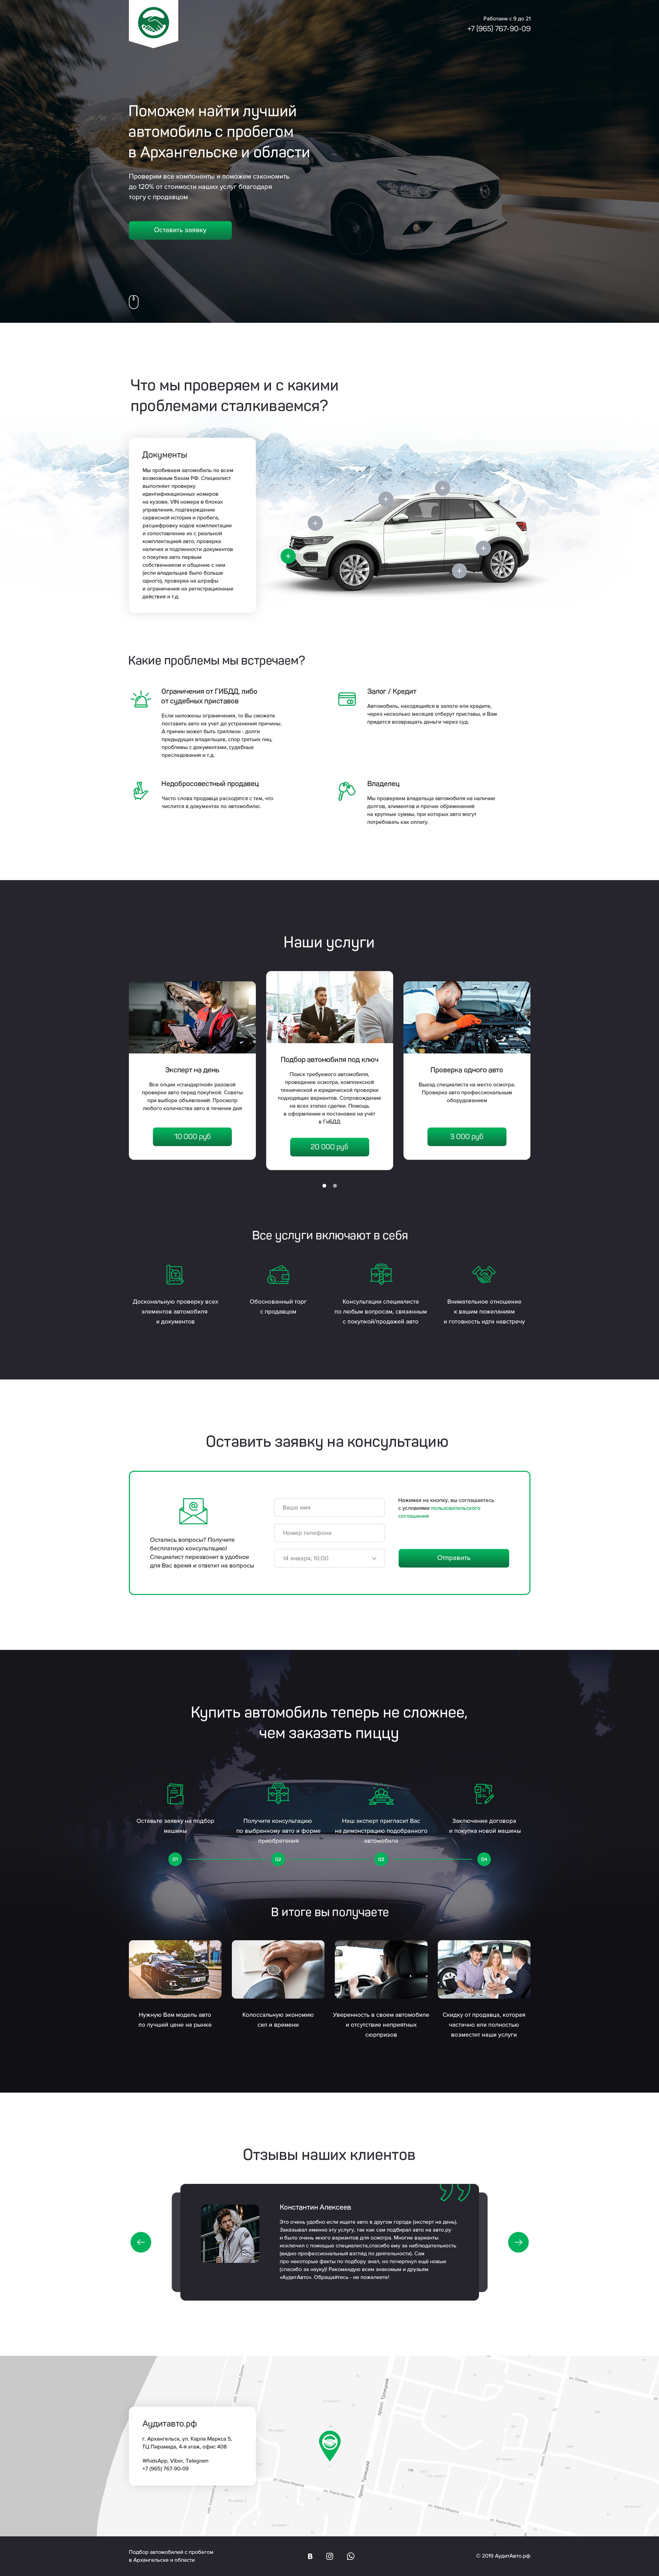 Работаем с 9 до 21
+7 (965) 767-90-09
Поможем найти лучший
автомобиль с пробегом
в Архангельске и области
Проверим все компоненты и поможем сэкономить
до 120% от стоимости наших услуг благодаря
торгу с продавцом
Оставить заявку
Что мы проверяем и с какими
проблемами сталкиваемся?
Документы
Мы пробиваем автомобиль по всем
возможным базам РФ. Специалист
выполняет проверку
идентификационных номеров
на кузове, VIN номера в блоках
управления, подтверждение
сервисной истории и пробега,
расшифровку кодов комплектации
и сопоставление их с реальной
комплектацией авто, проверка
наличия и подлинности документов
о покупке авто первым
собственником и общение с ним
(если владельцев было больше
одного), проверка на штрафы
и ограничения на регистрационные
действия и т.д.
Какие проблемы мы встречаем?
Ограничения от ГИБДД, либо
от судебных приставов
Если наложены ограничения, то Вы сможете
поставить авто на учет до устранения причины.
А причин может быть триллион - долги
предыдущих владельцев, спор третьих лиц,
проблемы с документами, судебные
преследования и т.д.
Залог / Кредит
Автомобиль, находящийся в залоге или кредите,
через несколько месяцев отберут приставы, и Вам
придется возвращать деньги через суд.
Недобросовестный продавец
Часто слова продавца расходятся с тем, что
числится в документах по автомобилю.
Владелец
Мы проверяем владельца автомобиля на наличие
долгов, алиментов и прочих обременений
на крупные суммы, при которых авто могут
потребовать как оплату.
Наши услуги
Эксперт на день
Все опции «стандартной» разовой
проверки авто перед покупкой. Советы
при выборе объявлений. Просмотр
любого количества авто в течение дня
10 000 руб
Подбор автомобиля под ключ
Поиск требуемого автомобиля,
проведение осмотра, комплексной
технической и юридической проверки
подходящих вариантов. Сопровождение
на всех этапах сделки. Помощь
в оформлении и постановке на учёт
в ГиБДД
20 000 руб
Проверка одного авто
Выезд специалиста на место осмотра.
Проверка авто профессиональным
оборудованием
3 000 руб
Все услуги включают в себя
Доскональную проверку всех
элементов автомобиля
и документов
Обоснованный торг
с продавцом
Консультации специалиста
по любым вопросам, связанным
с покупкой/продажей авто
Внимательное отношение
к вашим пожеланиям
и готовность идти навстречу
Оставить заявку на консультацию
Остались вопросы? Получите
бесплатную консультацию!
Специалист перезвонит в удобное
для Вас время и ответит на вопросы
Ваше имя
Номер телефона
14 января, 10:00
Нажимая на кнопку, вы соглашаетесь
с условиями пользовательского
соглашения
Отправить
Купить автомобиль теперь не сложнее,
чем заказать пиццу
Оставьте заявку на подбор
машины
Получите консультацию
по выбранному авто и форме
приобретения
Наш эксперт пригласит Вас
на демонстрацию подобранного
автомобиля
Заключение договора
и покупка новой машины
01
02
03
04
В итоге вы получаете
Нужную Вам модель авто
по лучшей цене на рынке
Колоссальную экономию
сил и времени
Уверенность в своем автомобиле
и отсутствие неприятных
сюрпризов
Скидку от продавца, которая
частично или полностью
возместит наши услуги
Отзывы наших клиентов
Константин Алексеев
Это очень удобно если ищете авто в другом городе (эксперт на день).
Заказывал именно эту услугу, так как сам подбирал авто на авто.ру
и было очень много вариантов для осмотра. Многие варианты
исключил с помощью специалиста,спасибо ему за наблюдательность
(видно профессиональный взгляд по деятельности). Сам
про некоторые факты по подбору знал, но почерпнул ещё новые
(спасибо за науку)! Рекомендую всем знакомым и друзьям
«АудитАвто». Обращайтесь - не пожалеете!
Аудитавто.рф
г. Архангельск, ул. Карла Маркса 5,
ТЦ Пирамида, 4-й этаж, офис 408
WhatsApp, Viber, Telegram
+7 (965) 767-90-09
просп. Троицкий
просп. Троицкий
ул. Карла Маркса
ул. Карла Маркса
ул. Карла Маркса
ул. Карла Маркса
Подбор автомобилей с пробегом
в Архангельске и области
B
© 2019 АудитАвто.рф